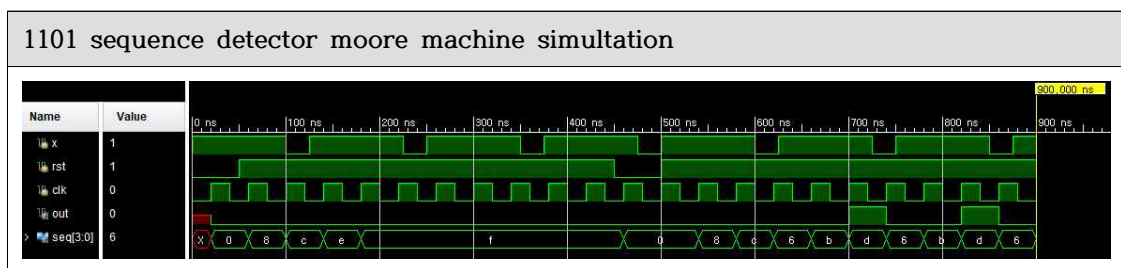 1101 sequence detector moore machine simultation
900,000 ns
Name Value
0 ns 100 ns 200 ns 300 ns 400 ns 500 ns 600 ns 700 ns 800 ns 900 ns
x 1
rst 1
clk 0
out 0
seq[3:0] 6 X 0 8 c e f 0 8 c 6 b d 6 b d 6